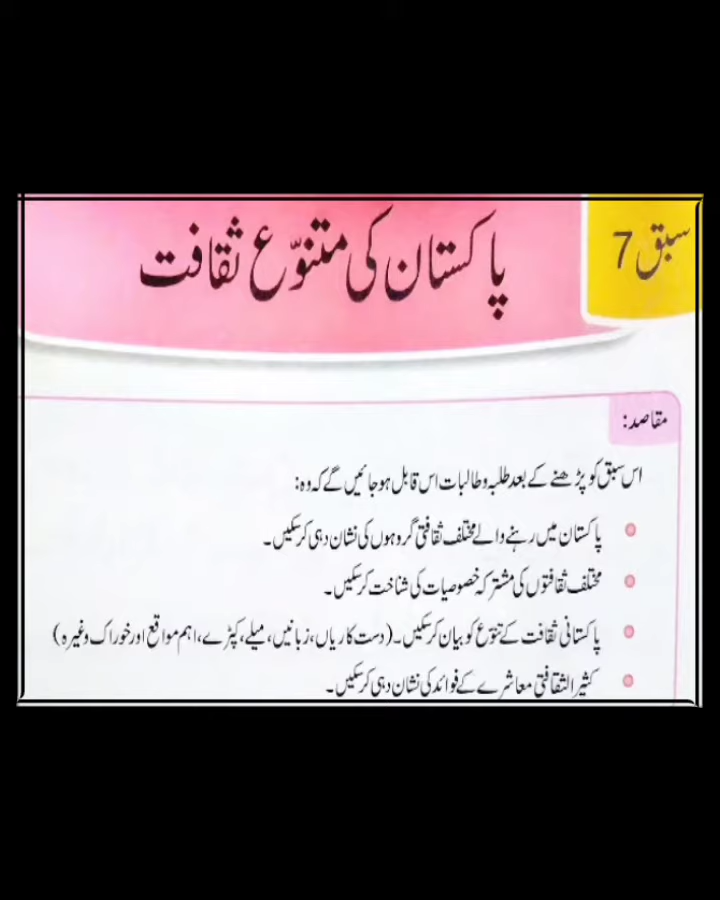 سبق 7
پاکستان کی متنوّع ثقافت
مقاصد:
اس سبق کو پڑھنے کے بعد طلبہ و طالبات اس قابل ہو جائیں گے کہ وہ:
پاکستان میں رہنے والے مختلف ثقافتی گروہوں کی نشان دہی کر سکیں۔
مختلف ثقافتوں کی مشترکہ خصوصیات کی شناخت کر سکیں۔
پاکستانی ثقافت کے تنوّع کو بیان کر سکیں۔ (دست کاریاں، زبانیں، میلے، کپڑے، اہم مواقع اور خوراک وغیرہ)
کثیر الثقافتی معاشرے کے فوائد کی نشان دہی کر سکیں۔